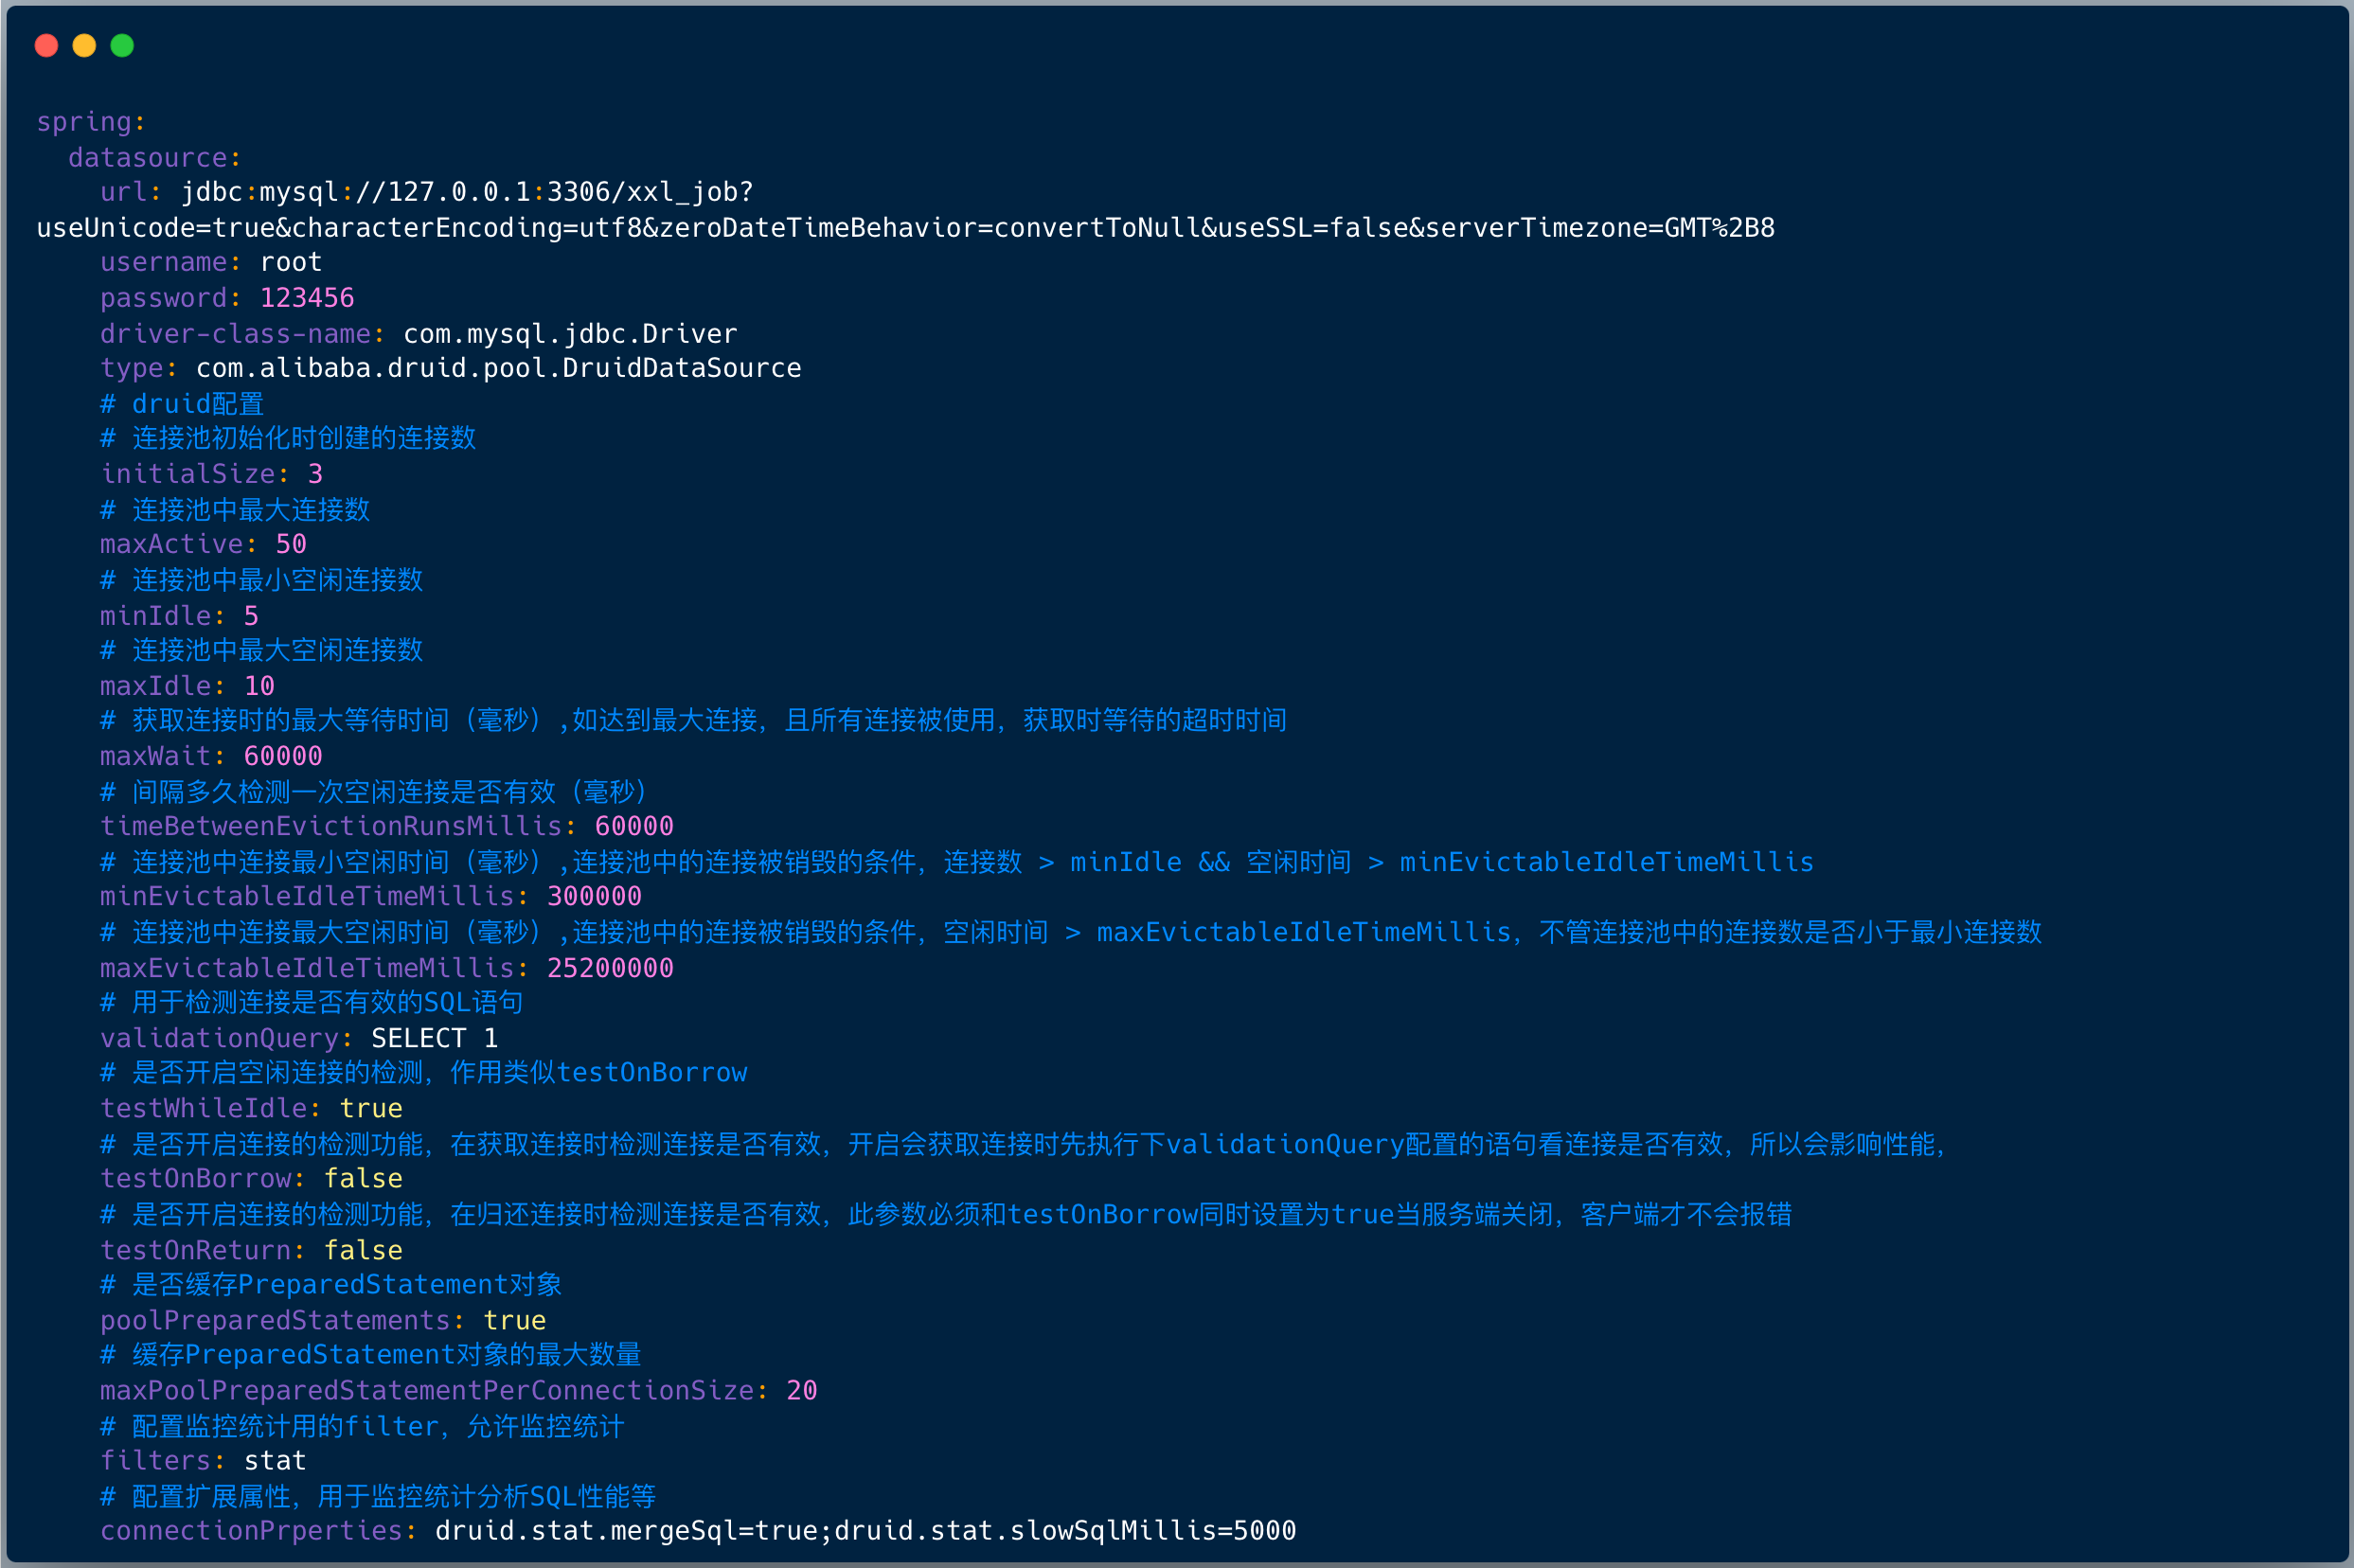 spring:
  datasource:
    url: jdbc:mysql://127.0.0.1:3306/xxl_job?
useUnicode=true&characterEncoding=utf8&zeroDateTimeBehavior=convertToNull&useSSL=false&serverTimezone=GMT%2B8
    username: root
    password: 123456
    driver-class-name: com.mysql.jdbc.Driver
    type: com.alibaba.druid.pool.DruidDataSource
    # druid配置
    # 连接池初始化时创建的连接数
    initialSize: 3
    # 连接池中最大连接数
    maxActive: 50
    # 连接池中最小空闲连接数
    minIdle: 5
    # 连接池中最大空闲连接数
    maxIdle: 10
    # 获取连接时的最大等待时间（毫秒）,如达到最大连接，且所有连接被使用，获取时等待的超时时间
    maxWait: 60000
    # 间隔多久检测一次空闲连接是否有效（毫秒）
    timeBetweenEvictionRunsMillis: 60000
    # 连接池中连接最小空闲时间（毫秒）,连接池中的连接被销毁的条件，连接数 > minIdle && 空闲时间 > minEvictableIdleTimeMillis
    minEvictableIdleTimeMillis: 300000
    # 连接池中连接最大空闲时间（毫秒）,连接池中的连接被销毁的条件，空闲时间 > maxEvictableIdleTimeMillis，不管连接池中的连接数是否小于最小连接数
    maxEvictableIdleTimeMillis: 25200000
    # 用于检测连接是否有效的SQL语句
    validationQuery: SELECT 1
    # 是否开启空闲连接的检测，作用类似testOnBorrow
    testWhileIdle: true
    # 是否开启连接的检测功能，在获取连接时检测连接是否有效，开启会获取连接时先执行下validationQuery配置的语句看连接是否有效，所以会影响性能，
    testOnBorrow: false
    # 是否开启连接的检测功能，在归还连接时检测连接是否有效，此参数必须和testOnBorrow同时设置为true当服务端关闭，客户端才不会报错
    testOnReturn: false
    # 是否缓存PreparedStatement对象
    poolPreparedStatements: true
    # 缓存PreparedStatement对象的最大数量
    maxPoolPreparedStatementPerConnectionSize: 20
    # 配置监控统计用的filter，允许监控统计
    filters: stat
    # 配置扩展属性，用于监控统计分析SQL性能等
    connectionPrperties: druid.stat.mergeSql=true;druid.stat.slowSqlMillis=5000